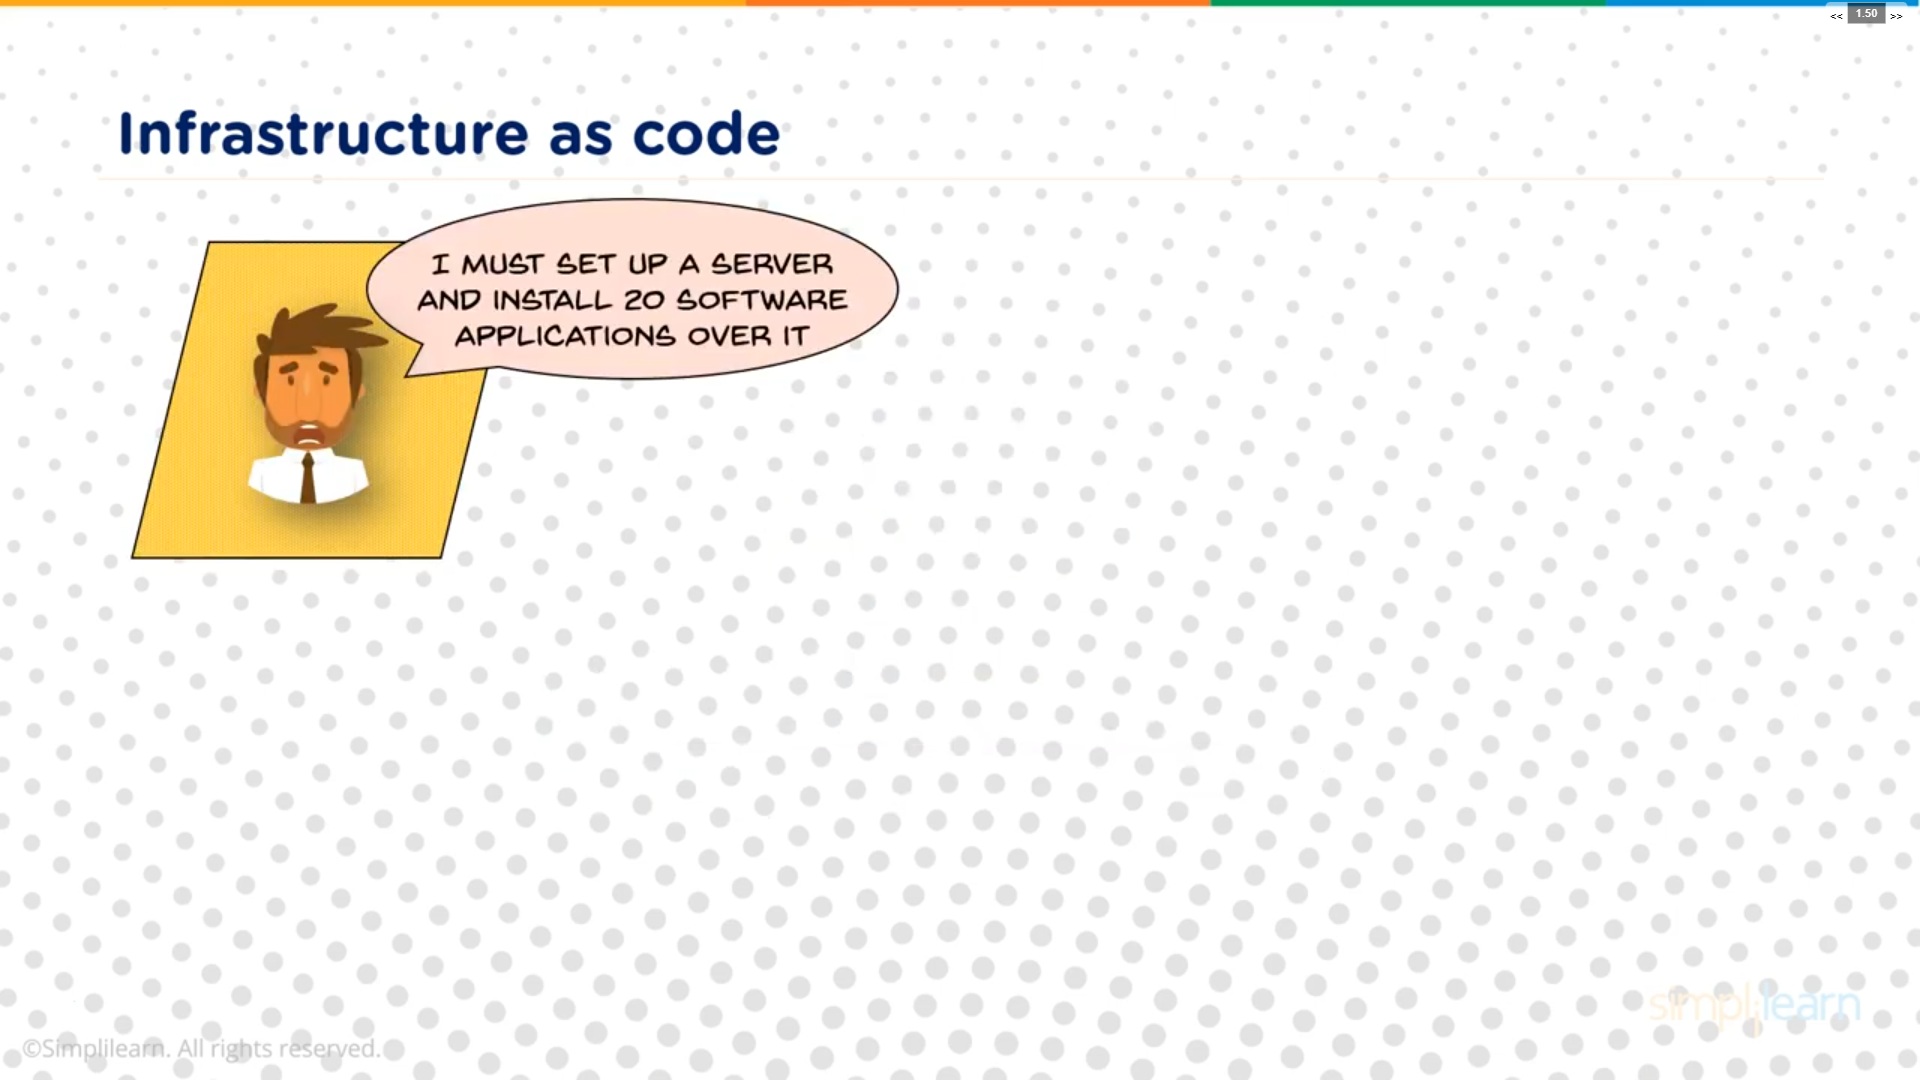 << 1.50 >>
Infrastructure as code
I MUST SET UP A SERVER
AND INSTALL 20 SOFTWARE
APPLICATIONS OVER IT
simplilearn
©Simplilearn. All rights reserved.